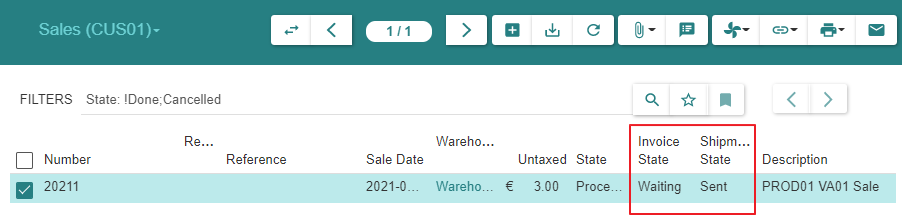 Sales (CUS01)
1 / 1
FILTERS State: !Done;Cancelled
Re... Wareho... Invoice Shipm...
Number Reference Sale Date Untaxed State State State Description
20211 2021-0... Wareho... € 3.00 Proce... Waiting Sent PROD01 VA01 Sale